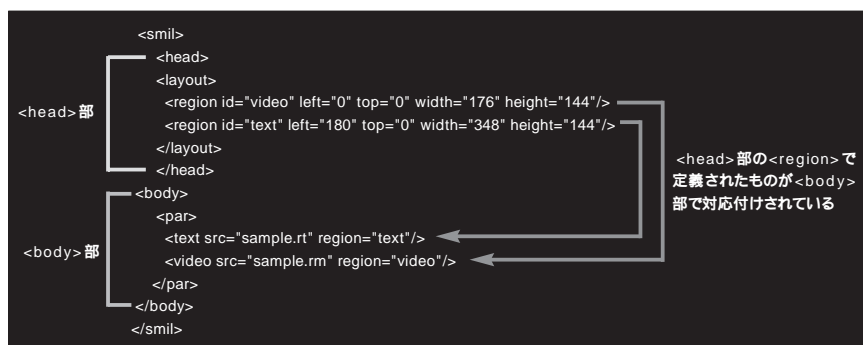 <smil>
<head>
<layout>
<region id="video" left="0" top="0" width="176" height="144"/>
<region id="text" left="180" top="0" width="348" height="144"/>
</layout>
</head>
<body>
<par>
<text src="sample.rt" region="text"/>
<video src="sample.rm" region="video"/>
</par>
</body>
</smil>
<head>部
<body>部
<head>部の<region>で
定義されたものが<body>
部で対応付けされている